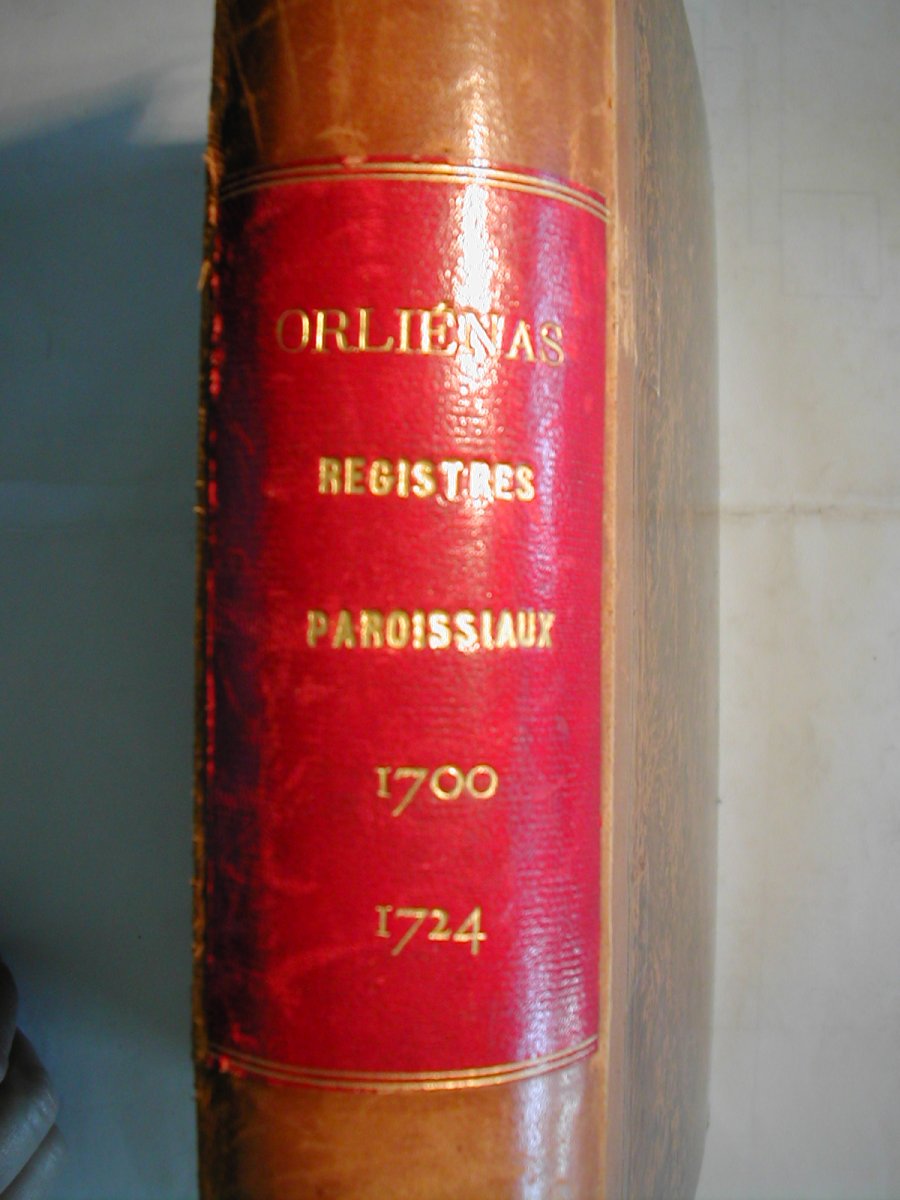 ORLIÉNAS
REGISTRES
PAROISSIAUX
1700
1724